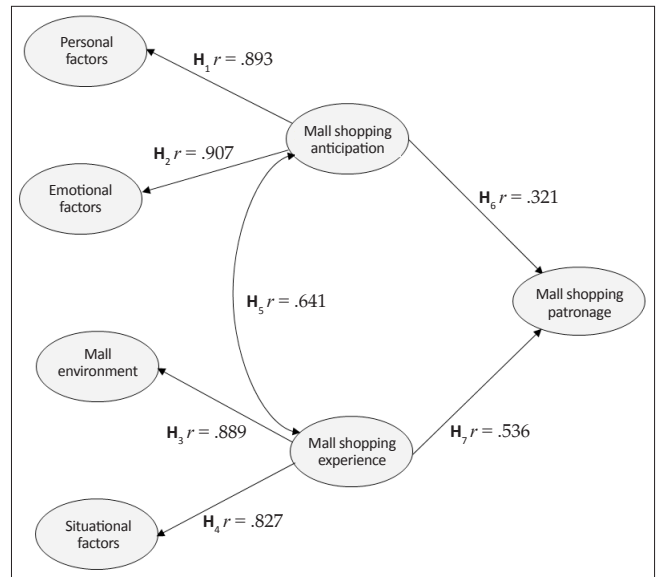 Personal
factors
H₁ r = .893
Mall shopping
anticipation
H₂ r = .907
Emotional
factors
H₆ r = .321
Mall shopping
patronage
H₅ r = .641
Mall
environment
H₃ r = .889
Mall shopping
experience
H₇ r = .536
H₄ r = .827
Situational
factors